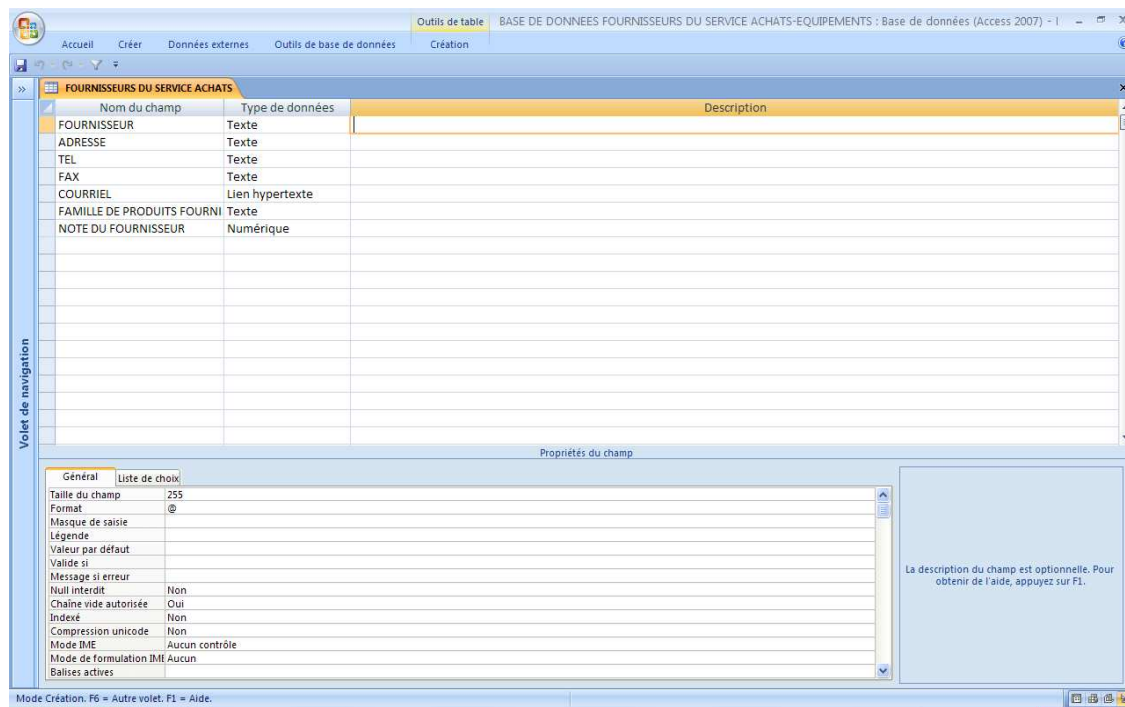 Outils de table BASE DE DONNEES FOURNISSEURS DU SERVICE ACHATS-EQUIPEMENTS : Base de données (Access 2007) -
Accueil Créer Données externes Outils de base de données Création
FOURNISSEURS DU SERVICE ACHATS
Nom du champ Type de données Description
FOURNISSEUR Texte
ADRESSE Texte
TEL Texte
FAX Texte
COURRIEL Lien hypertexte
FAMILLE DE PRODUITS FOURNI Texte
NOTE DU FOURNISSEUR Numérique
Volet de navigation
Propriétés du champ
Général Liste de choix
Taille du champ 255
Format @
Masque de saisie
Légende
Valeur par défaut
Valide si
Message si erreur
Null interdit Non
Chaîne vide autorisée Oui
Indexé Non
Compression unicode Non
Mode IME Aucun contrôle
Mode de formulation IME Aucun
Balises actives
La description du champ est optionnelle. Pour
obtenir de l'aide, appuyez sur F1.
Mode Création. F6 = Autre volet. F1 = Aide.